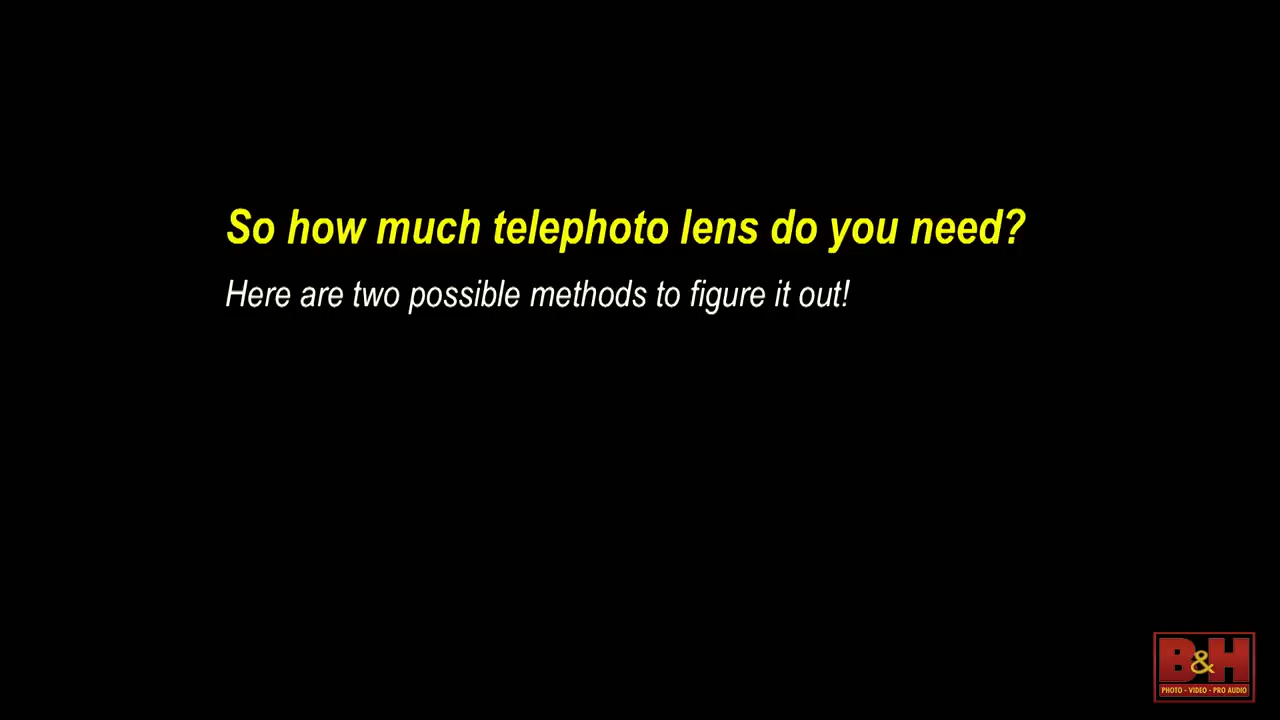 So how much telephoto lens do you need?
Here are two possible methods to figure it out!
B&H
PHOTO - VIDEO - PRO AUDIO